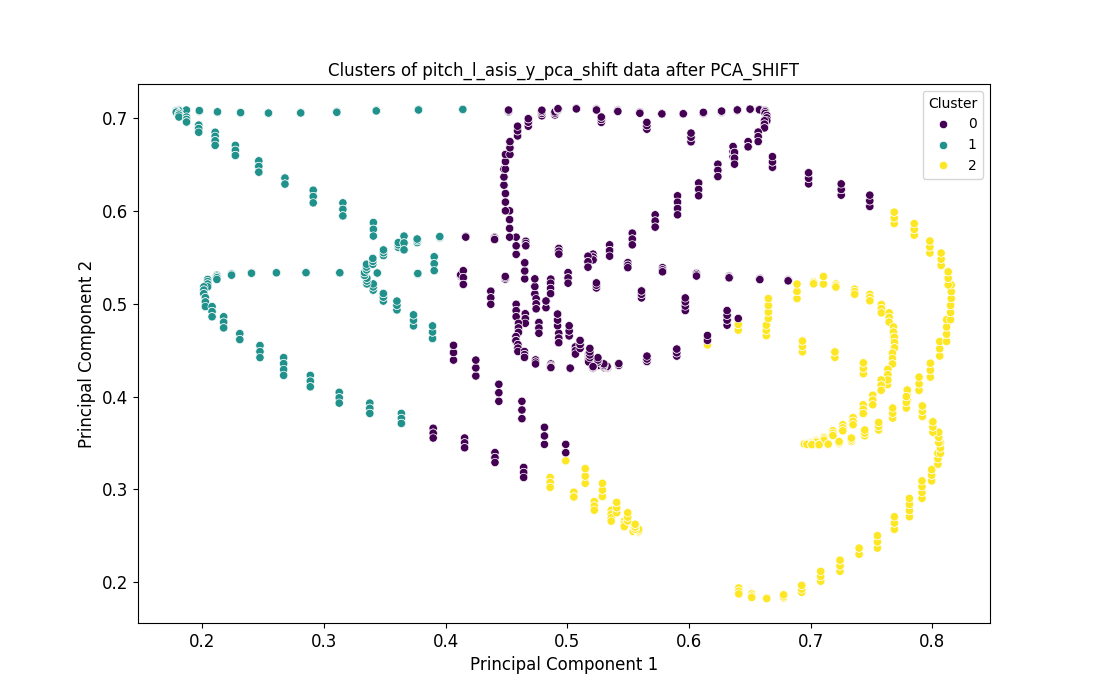 Clusters of pitch_l_asis_y_pca_shift data after PCA_SHIFT
Cluster
0
1
2
0.7
0.6
0.5
0.4
0.3
0.2
Principal Component 2
0.2 0.3 0.4 0.5 0.6 0.7 0.8
Principal Component 1